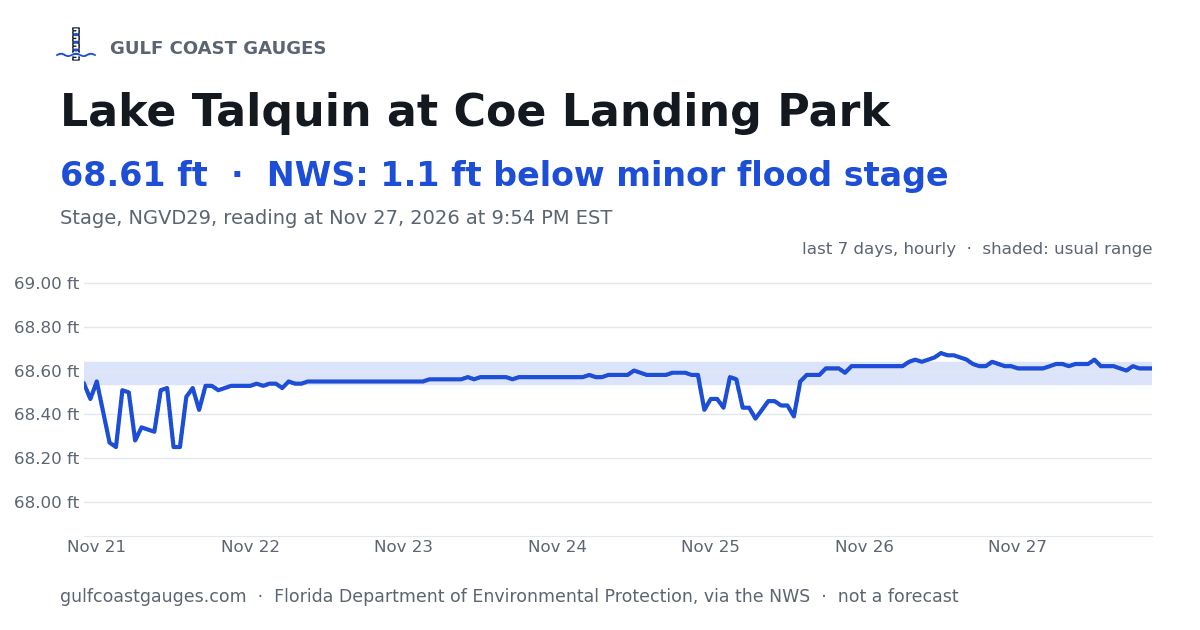 GULF COAST GAUGES
Lake Talquin at Coe Landing Park
68.61 ft · NWS: 1.1 ft below minor flood stage
Stage, NGVD29, reading at Nov 27, 2026 at 9:54 PM EST
last 7 days, hourly · shaded: usual range
69.00 ft
68.80 ft
68.60 ft
68.40 ft
68.20 ft
68.00 ft
Nov 21 Nov 22 Nov 23 Nov 24 Nov 25 Nov 26 Nov 27
gulfcoastgauges.com · Florida Department of Environmental Protection, via the NWS · not a forecast